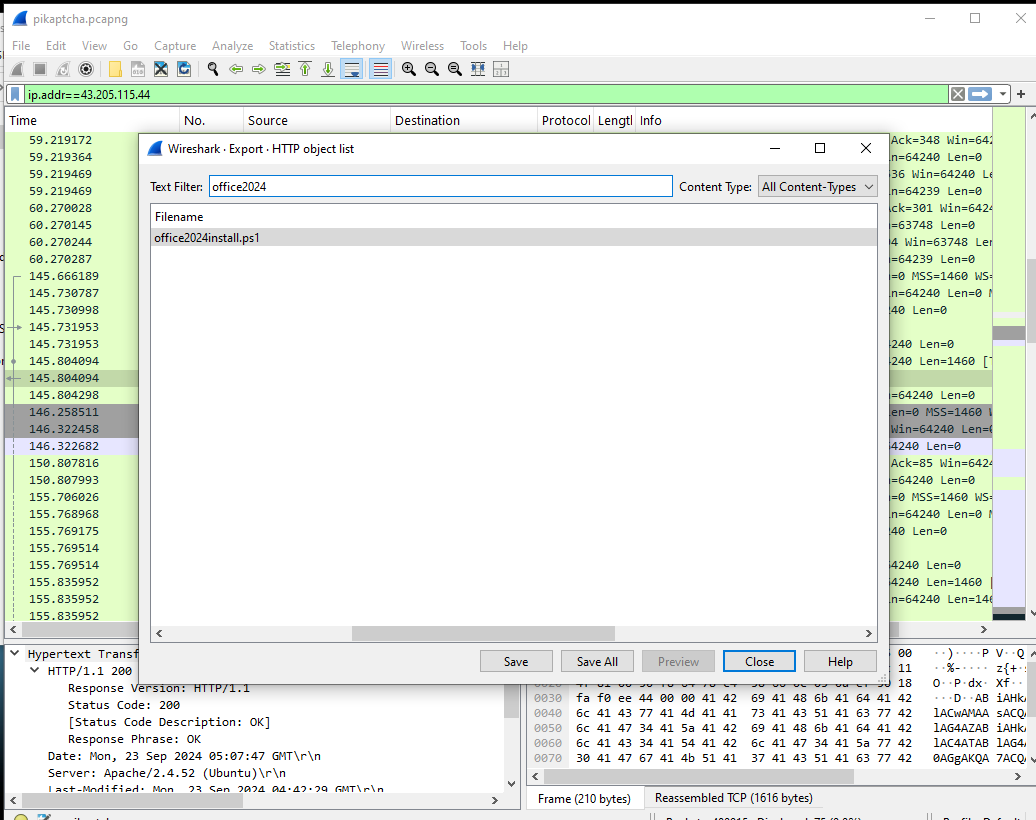 pikaptcha.pcapng
File Edit View Go Capture Analyze Statistics Telephony Wireless Tools Help
ip.addr==43.205.115.44
Time No. Source Destination Protocol Lengtl Info
59.219172 Ack=348 Win=64
59.219364 n=64240 Len=0
59.219469 36 Win=64240 Le
59.219469 n=64239 Len=0
60.270028 Ack=301 Win=642
60.270145 n=63748 Len=0
60.270244 4 Win=63748 Len
60.270287 n=64239 Len=0
145.666189 =0 MSS=1460 WS=
145.730787 n=64240 Len=0 M
145.730998 240 Len=0
145.731953
145.731953 4240 Len=0
145.804094 4240 Len=1460 [T
145.804094
145.804298 n=64240 Len=0
146.258511 en=0 MSS=1460 W
146.322458 Win=64240 Len=0
146.322682 4240 Len=0
150.807816 Ack=85 Win=6424
150.807993 =64240 Len=0
155.706026 =0 MSS=1460 WS=
155.768968 n=64240 Len=0 M
155.769175 240 Len=0
155.769514
155.769514 4240 Len=0
155.835952 4240 Len=1460 [
155.835952 n=64240 Len=146
155.835952
Wireshark · Export · HTTP object list
Text Filter: office2024 Content Type: All Content-Types
Filename
office2024install.ps1
Save Save All Preview Close Help
Hypertext Transf
HTTP/1.1 200
Response Version: HTTP/1.1
Status Code: 200
[Status Code Description: OK]
Response Phrase: OK
Date: Mon, 23 Sep 2024 05:07:47 GMT\r\n
Server: Apache/2.4.52 (Ubuntu)\r\n
Last-Modified: Mon, 23 Sep 2024 04:42:29 GMT\r\n
0030 fa f0 ee 44 00 00 41 42 69 41 48 6b 41 64 41 42 ···D··AB iAHkAdAB
0040 6c 41 43 77 41 4d 41 41 73 41 43 51 41 63 77 42 lACwAMAA sACQAcwB
0050 6c 41 47 34 41 5a 41 42 69 41 48 6b 41 64 41 42 lAG4AZAB iAHkAdAB
0060 6c 41 43 34 41 54 41 42 6c 41 47 34 41 5a 77 42 lAC4ATAB lAG4AZwB
0070 30 41 47 67 41 4b 51 41 37 41 43 51 41 63 77 42 0AGgAKQA 7ACQAcwB
Frame (210 bytes) Reassembled TCP (1616 bytes)